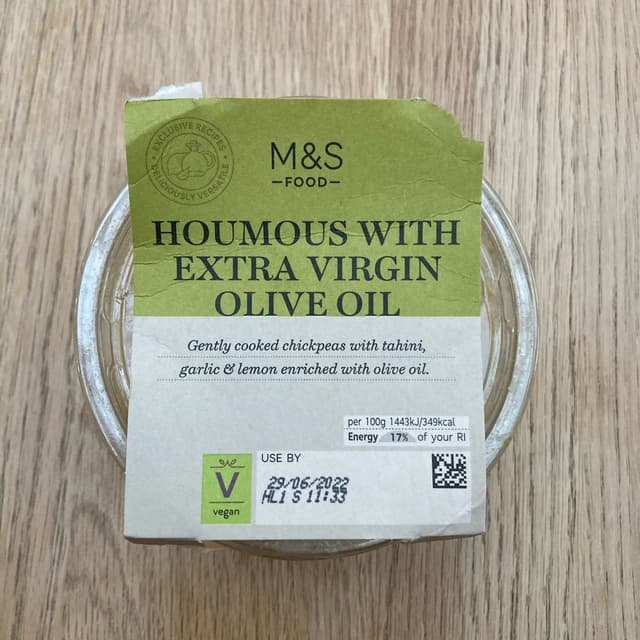 EXCLUSIVE RECIPES
DELICIOUSLY VERSATILE
M&S
FOOD
HOUMOUS WITH
EXTRA VIRGIN
OLIVE OIL
Gently cooked chickpeas with tahini,
garlic & lemon enriched with olive oil.
per 100g 1443kJ/349kcal
Energy 17% of your RI
USE BY
29/06/2022
HL1 S 11:33
V
vegan